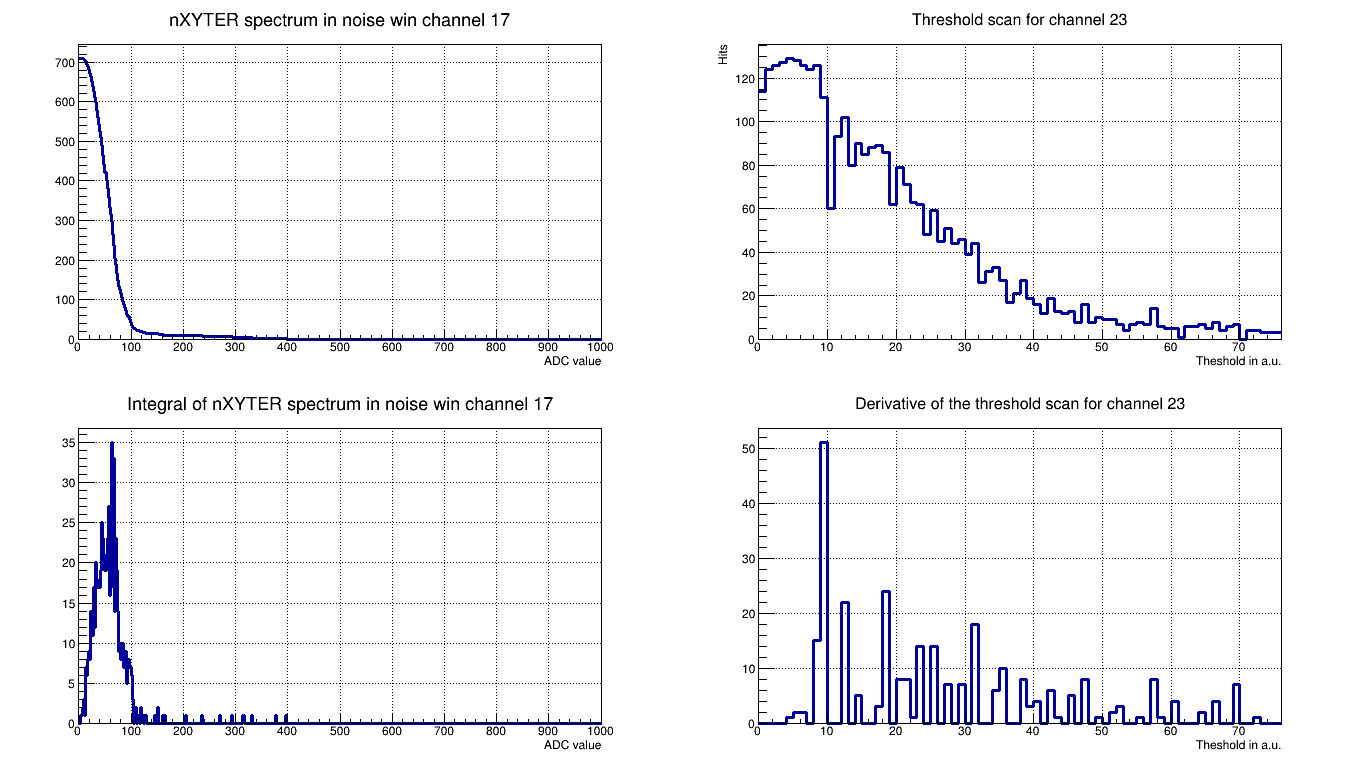 nXYTER spectrum in noise win channel 17
700
600
500
400
300
200
100
0
0 100 200 300 400 500 600 700 800 900 1000
ADC value
Threshold scan for channel 23
Hits
120
100
80
60
40
20
0
0 10 20 30 40 50 60 70
Theshold in a.u.
Integral of nXYTER spectrum in noise win channel 17
35
30
25
20
15
10
5
0
0 100 200 300 400 500 600 700 800 900 1000
ADC value
Derivative of the threshold scan for channel 23
50
40
30
20
10
0
0 10 20 30 40 50 60 70
Theshold in a.u.